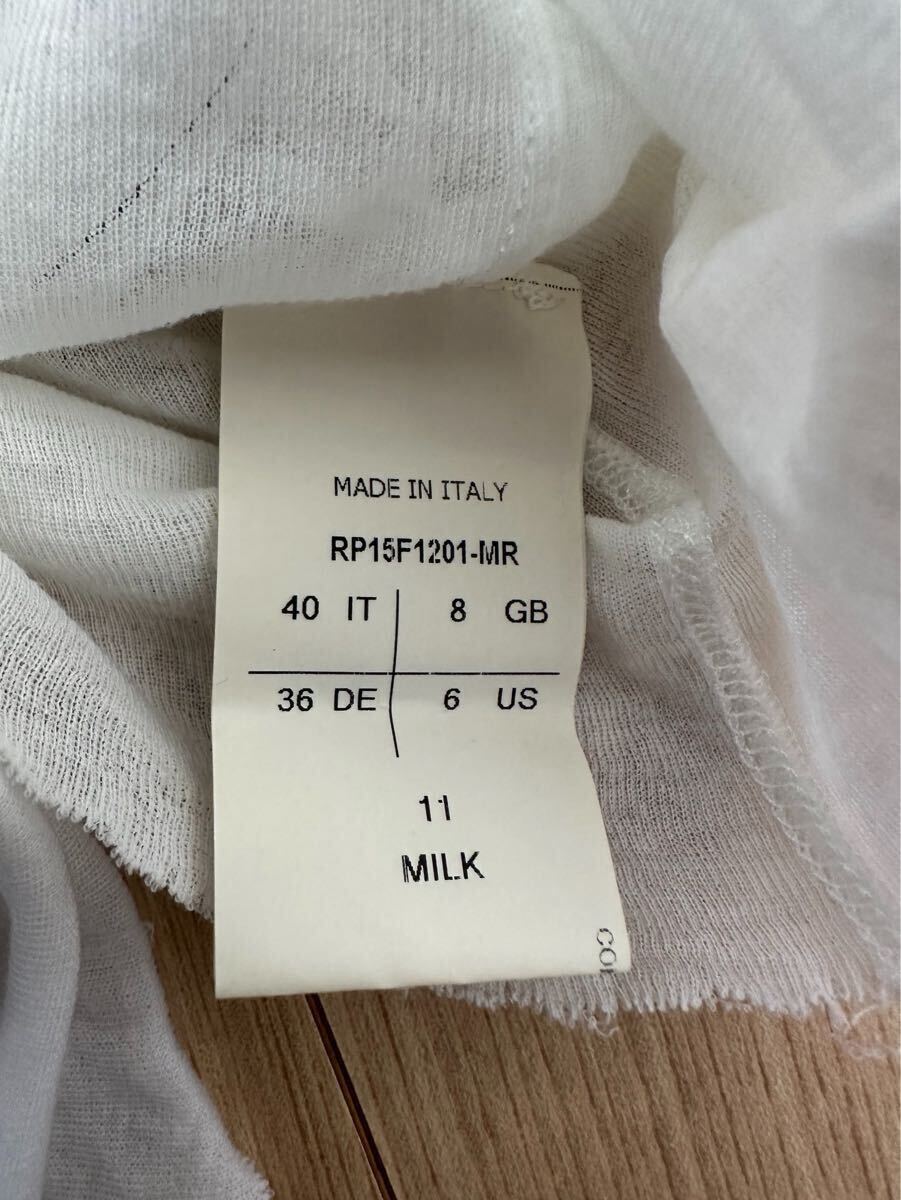 MADE IN ITALY
RP15F1201-MR
40 IT 8 GB
36 DE 6 US
11
MILK